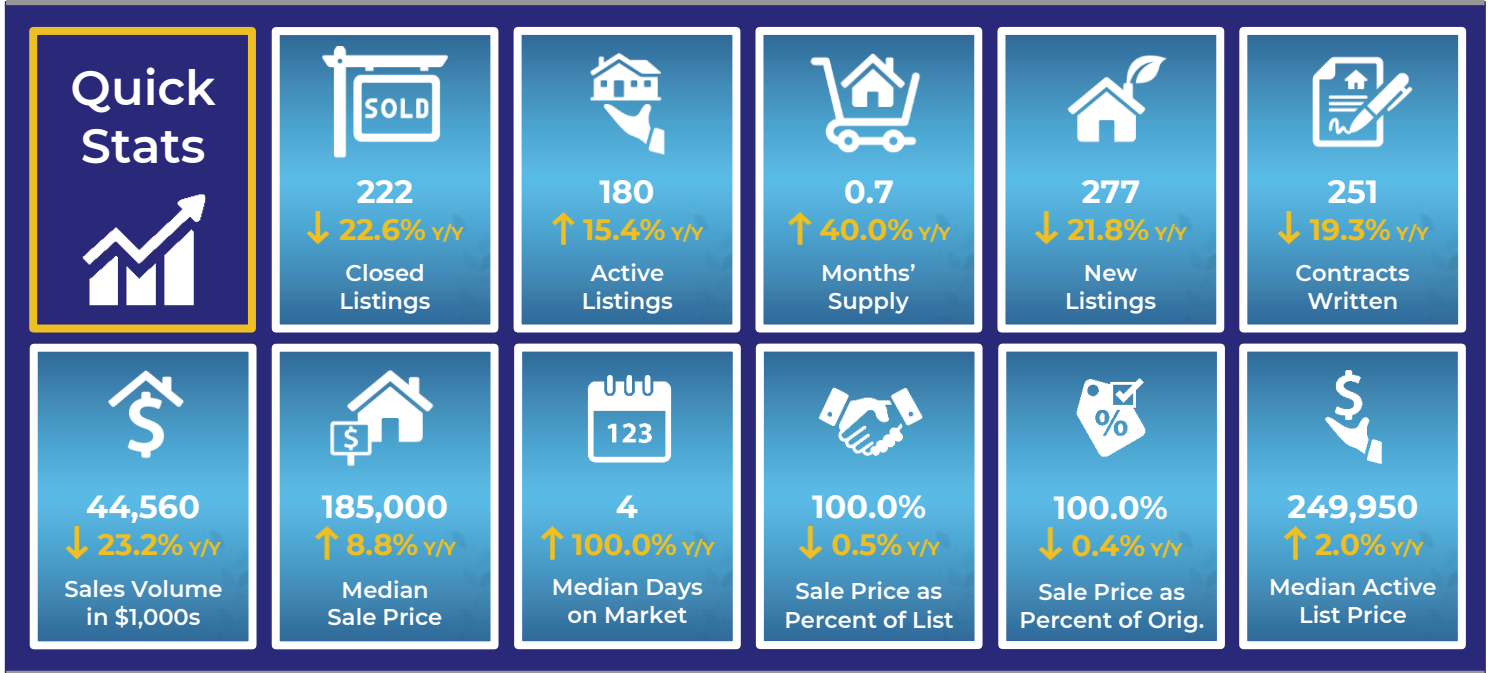 Quick
Stats
SOLD
222
↓ 22.6% Y/Y
Closed
Listings
180
↑ 15.4% Y/Y
Active
Listings
0.7
↑ 40.0% Y/Y
Months’
Supply
277
↓ 21.8% Y/Y
New
Listings
251
↓ 19.3% Y/Y
Contracts
Written
$
44,560
↓ 23.2% Y/Y
Sales Volume
in $1,000s
$
185,000
↑ 8.8% Y/Y
Median
Sale Price
123
4
↑ 100.0% Y/Y
Median Days
on Market
100.0%
↓ 0.5% Y/Y
Sale Price as
Percent of List
%
100.0%
↓ 0.4% Y/Y
Sale Price as
Percent of Orig.
$
249,950
↑ 2.0% Y/Y
Median Active
List Price